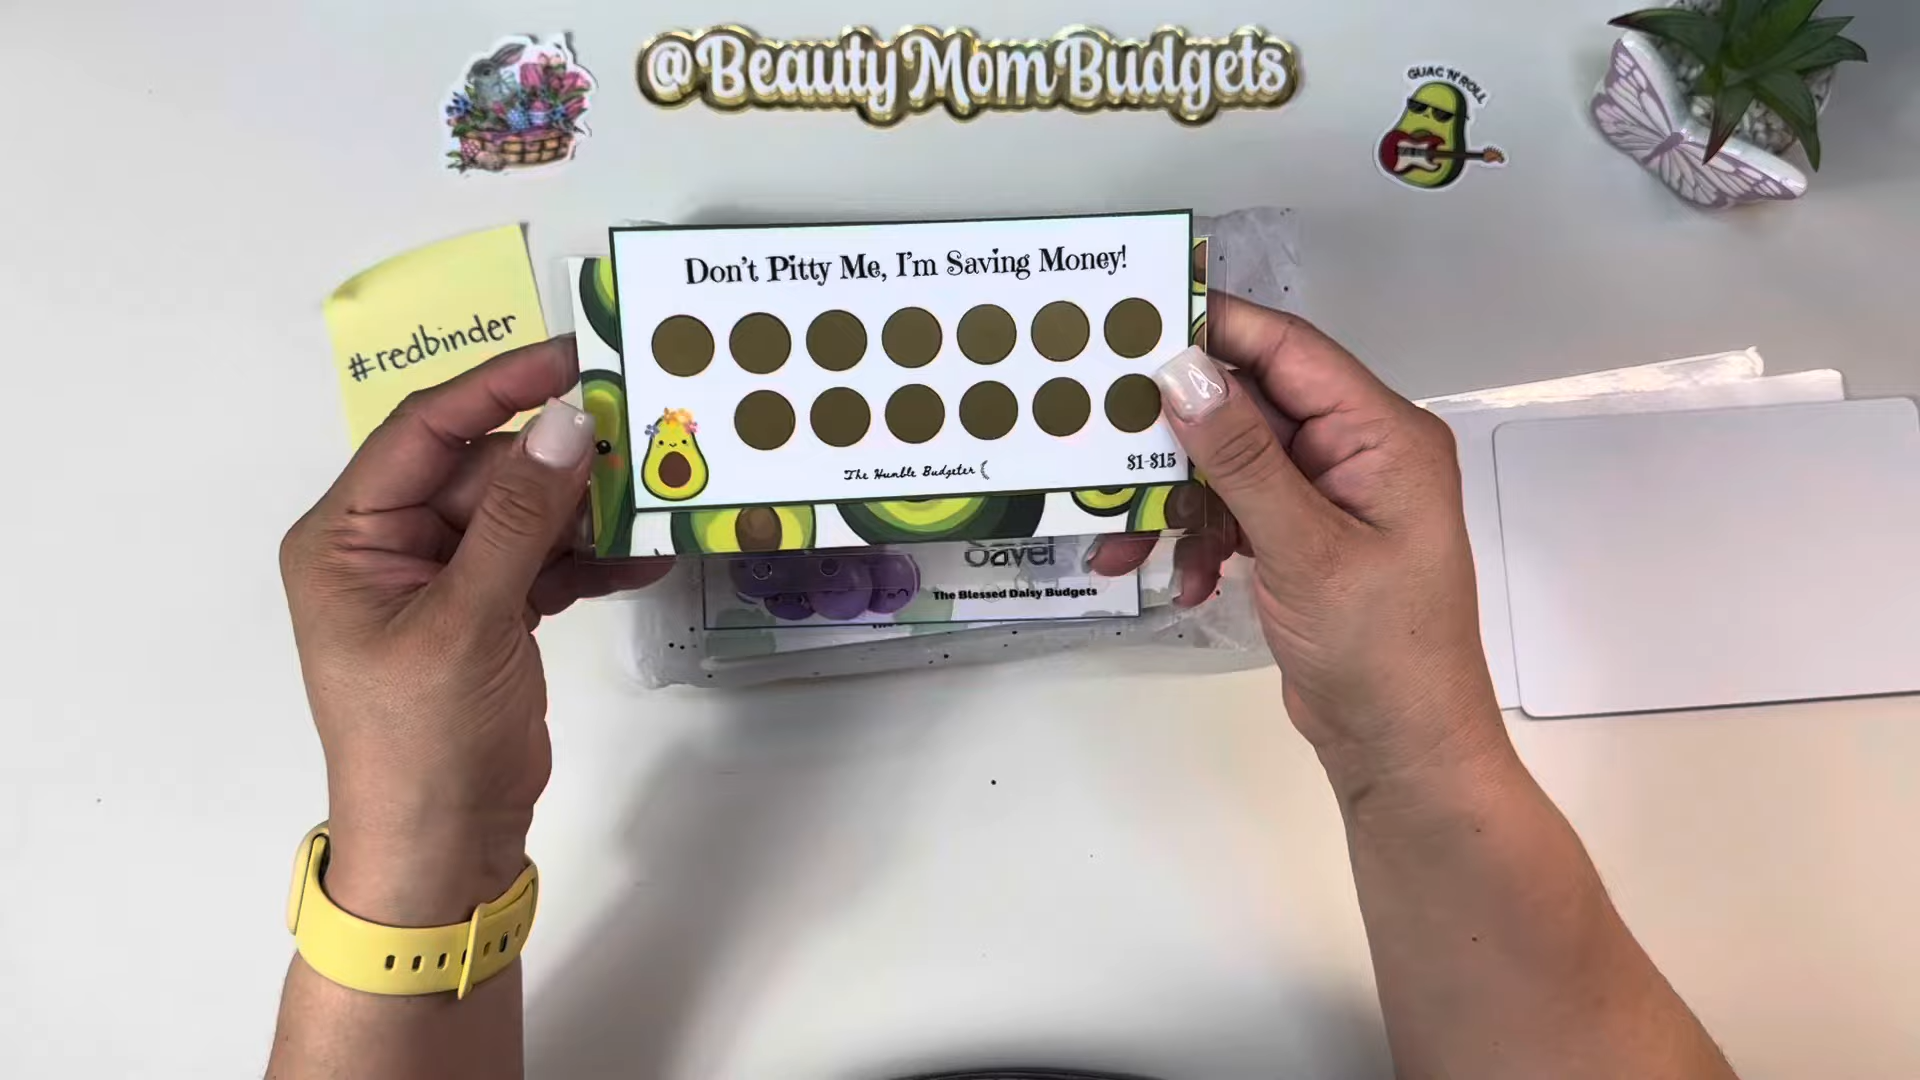 @BeautyMomBudgets
GUAC 'N' ROLL
#redbinder
Don't Pitty Me, I'm Saving Money!
The Humble Budgeter
$1-$15
Save!
The Blessed Daisy Budgets